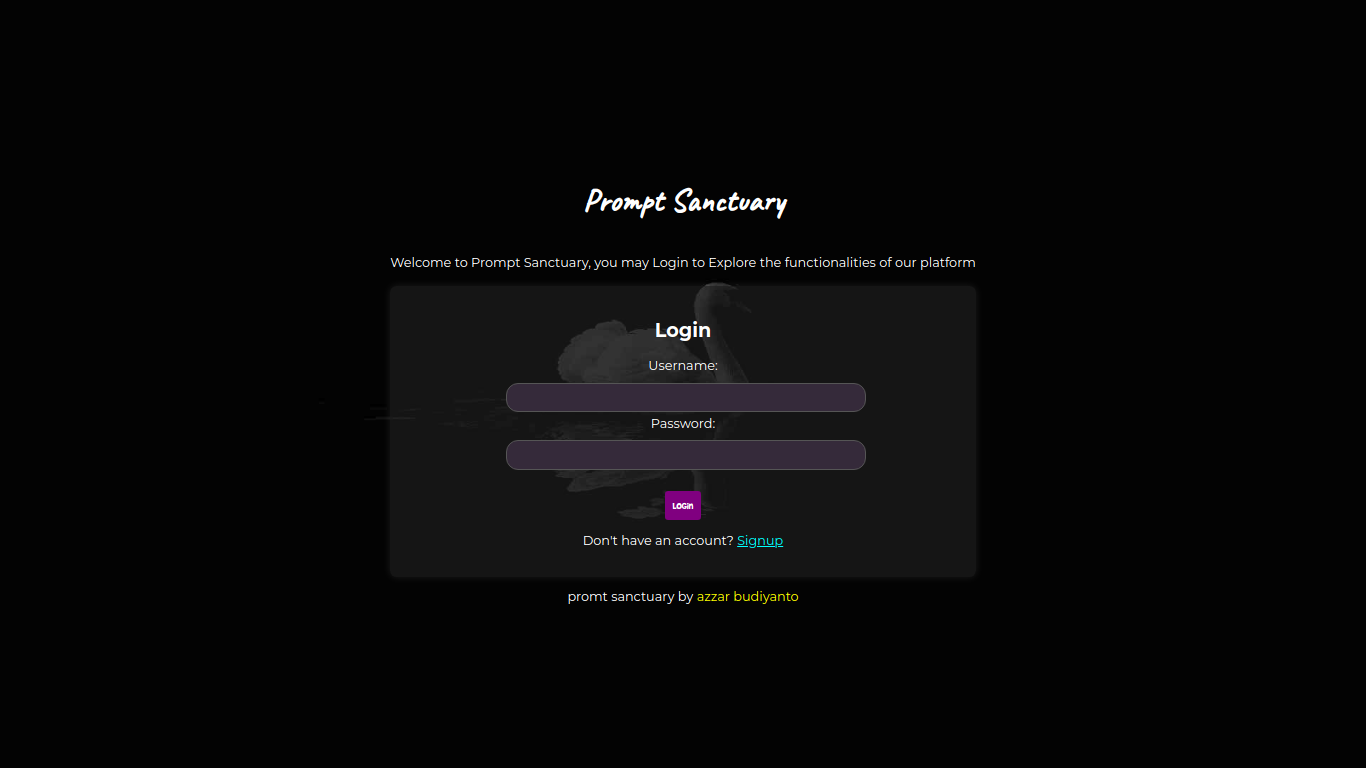 Prompt Sanctuary
Welcome to Prompt Sanctuary, you may Login to Explore the functionalities of our platform
Login
Username:
Password:
LOGIN
Don't have an account? Signup
promt sanctuary by azzar budiyanto